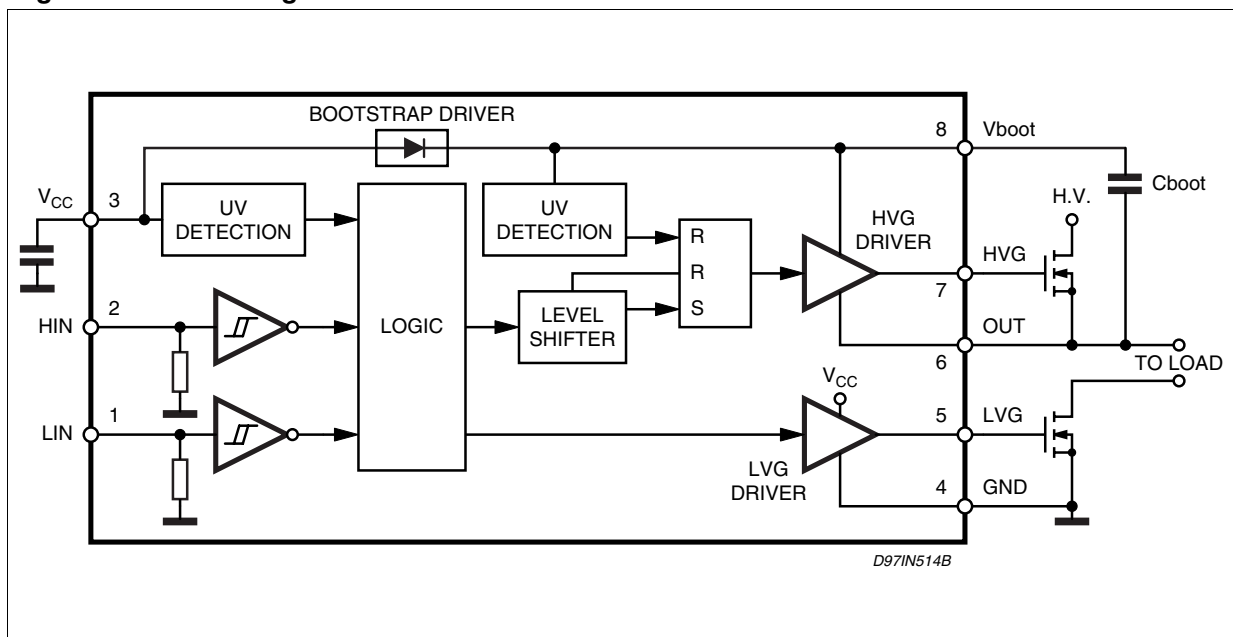 BOOTSTRAP DRIVER
8
Vboot
VCC
3
UV
DETECTION
UV
DETECTION
Cboot
H.V.
HVG
DRIVER
R
R
S
HVG
7
HIN
2
LOGIC
LEVEL
SHIFTER
OUT
6
TO LOAD
VCC
LIN
1
5
LVG
LVG
DRIVER
4
GND
D97IN514B